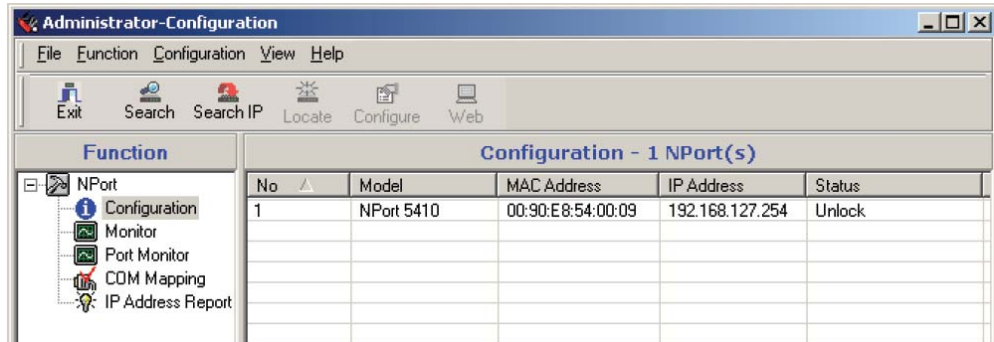 Administrator-Configuration
File Function Configuration View Help
Exit Search Search IP Locate Configure Web
Function
Configuration - 1 NPort(s)
NPort
Configuration
Monitor
Port Monitor
COM Mapping
IP Address Report
No Model MAC Address IP Address Status
1 NPort 5410 00:90:E8:54:00:09 192.168.127.254 Unlock